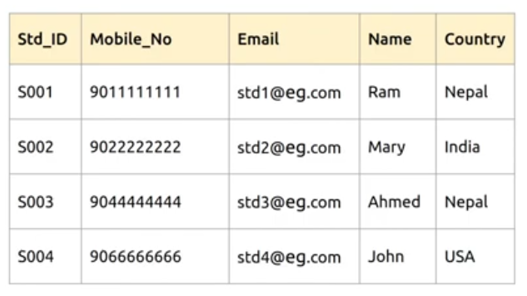 Std_ID Mobile_No Email Name Country
S001 9011111111 std1@eg.com Ram Nepal
S002 9022222222 std2@eg.com Mary India
S003 9044444444 std3@eg.com Ahmed Nepal
S004 9066666666 std4@eg.com John USA